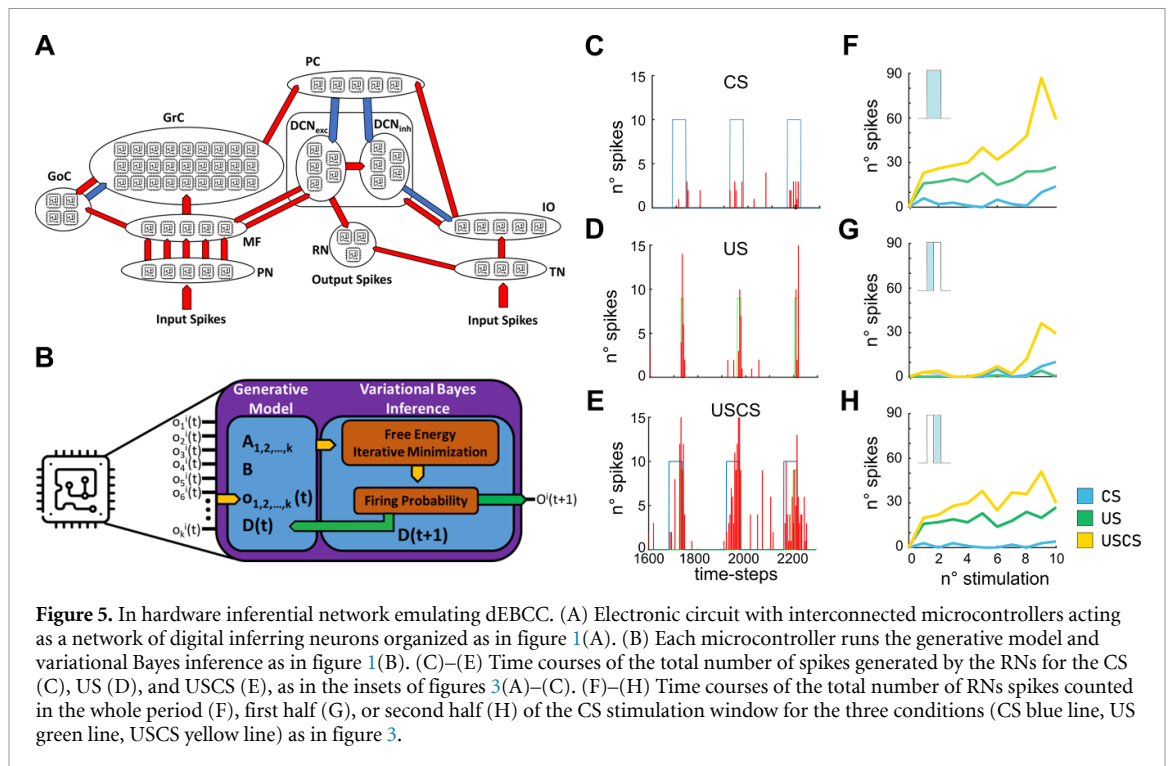 A
PC
GrC
DCNexc
DCNinh
GoC
IO
MF
RN
PN
TN
Output Spikes
Input Spikes
Input Spikes
B
Generative
Model
Variational Bayes
Inference
o1i(t)
o2i(t)
o3i(t)
o4i(t)
o5i(t)
o6i(t)
oki(t)
A1,2,...,k
B
o1,2,...,k(t)
D(t)
Free Energy
Iterative Minimization
Firing Probability
D(t+1)
Oi(t+1)
C
CS
n° spikes
15
10
5
0
D
US
n° spikes
15
10
5
0
E
USCS
n° spikes
15
10
5
0
1600
1800
2000
2200
time-steps
F
n° spikes
90
60
30
0
G
n° spikes
90
60
30
0
H
n° spikes
90
60
30
0
0
2
4
6
8
10
n° stimulation
CS
US
USCS
Figure 5. In hardware inferential network emulating dEBCC. (A) Electronic circuit with interconnected microcontrollers acting
as a network of digital inferring neurons organized as in figure 1(A). (B) Each microcontroller runs the generative model and
variational Bayes inference as in figure 1(B). (C)–(E) Time courses of the total number of spikes generated by the RNs for the CS
(C), US (D), and USCS (E), as in the insets of figures 3(A)–(C). (F)–(H) Time courses of the total number of RNs spikes counted
in the whole period (F), first half (G), or second half (H) of the CS stimulation window for the three conditions (CS blue line, US
green line, USCS yellow line) as in figure 3.